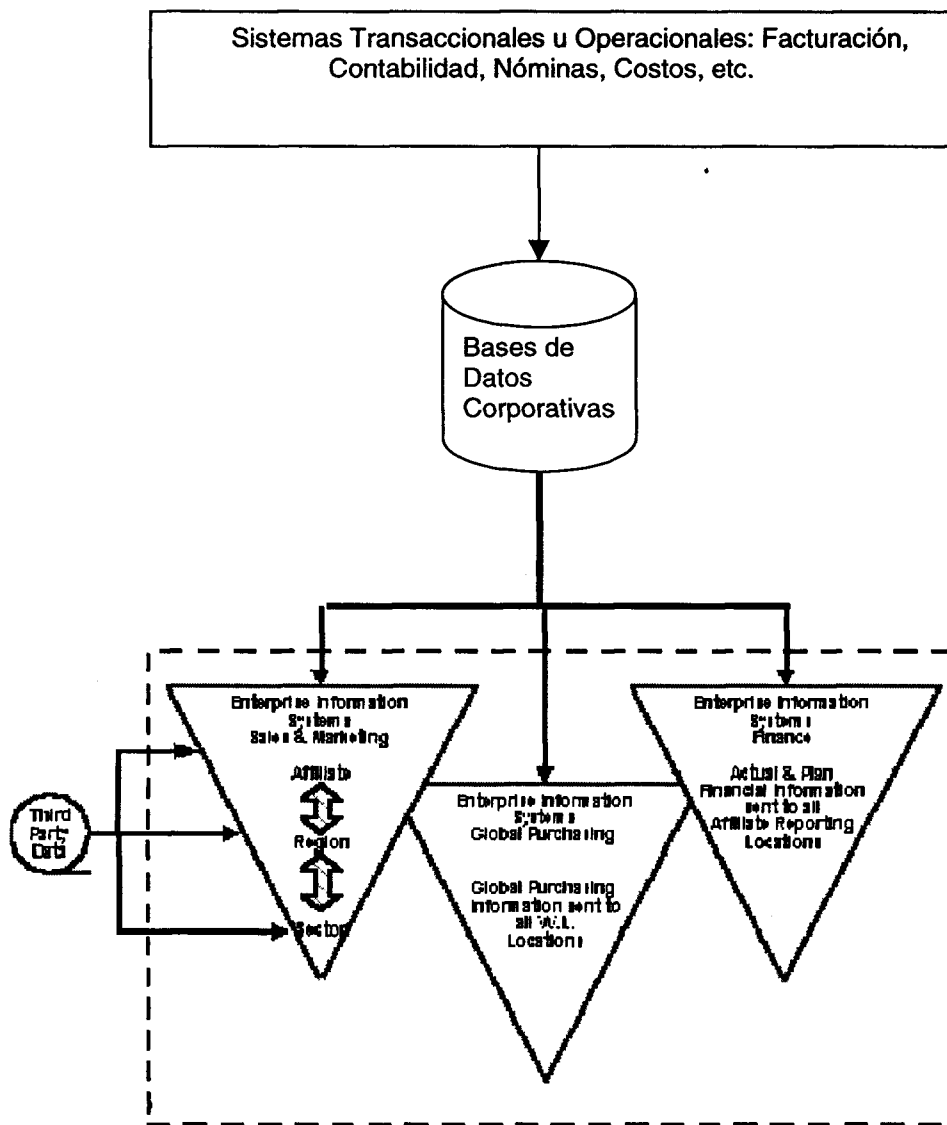 Sistemas Transaccionales u Operacionales: Facturación,
Contabilidad, Nóminas, Costos, etc.
Bases de
Datos
Corporativas
Third
Party
Data
Enterprise Information
Systems
Sales & Marketing
Affiliate
Region
Sector
Enterprise Information
Systems
Global Purchasing
Global Purchasing
Information sent to
all W.L.
Locations
Enterprise Information
Systems
Finance
Actual & Plan
Financial Information
sent to all
Affiliate Reporting
Locations